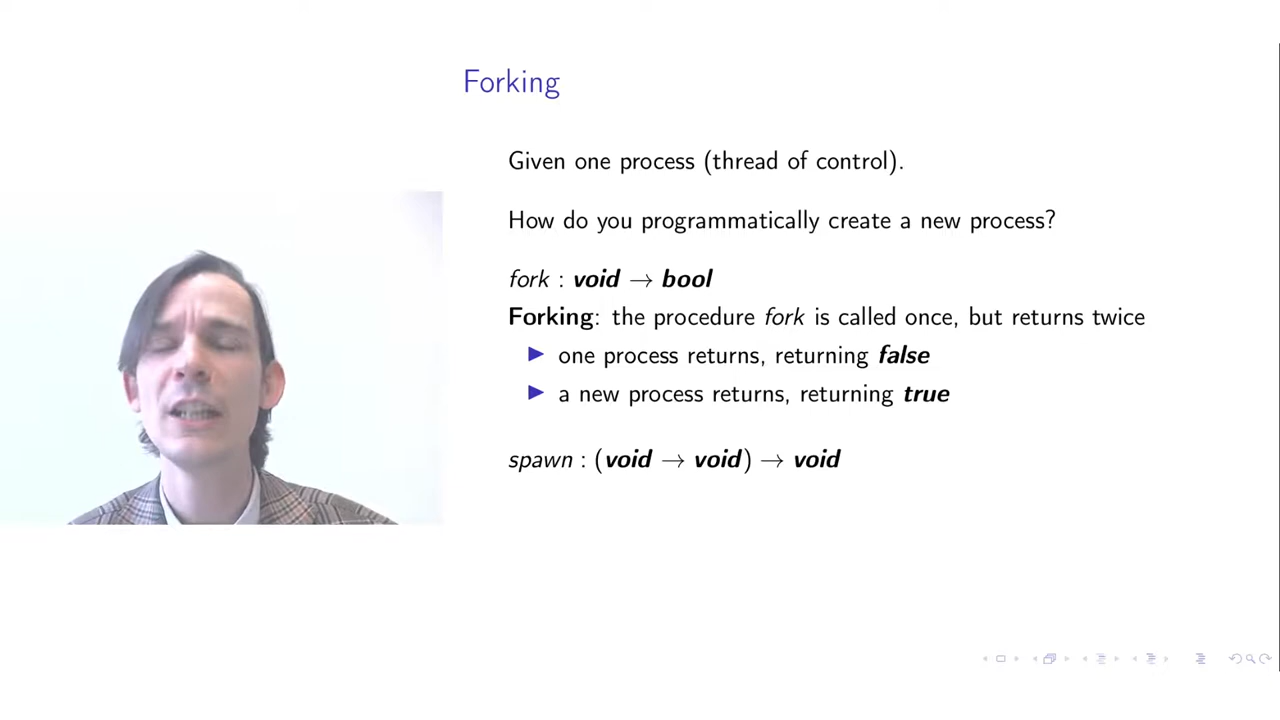 Forking
Given one process (thread of control).
How do you programmatically create a new process?
fork : void → bool
Forking: the procedure fork is called once, but returns twice
▶ one process returns, returning false
▶ a new process returns, returning true
spawn : (void → void) → void